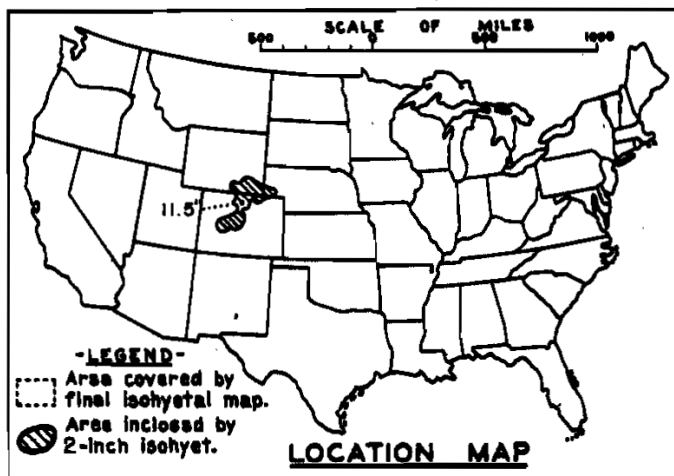 SCALE OF MILES
500 0 500 1000
11.5"
-LEGEND-
Area covered by
final isohyetal map.
Area inclosed by
2-inch isohyet.
LOCATION MAP